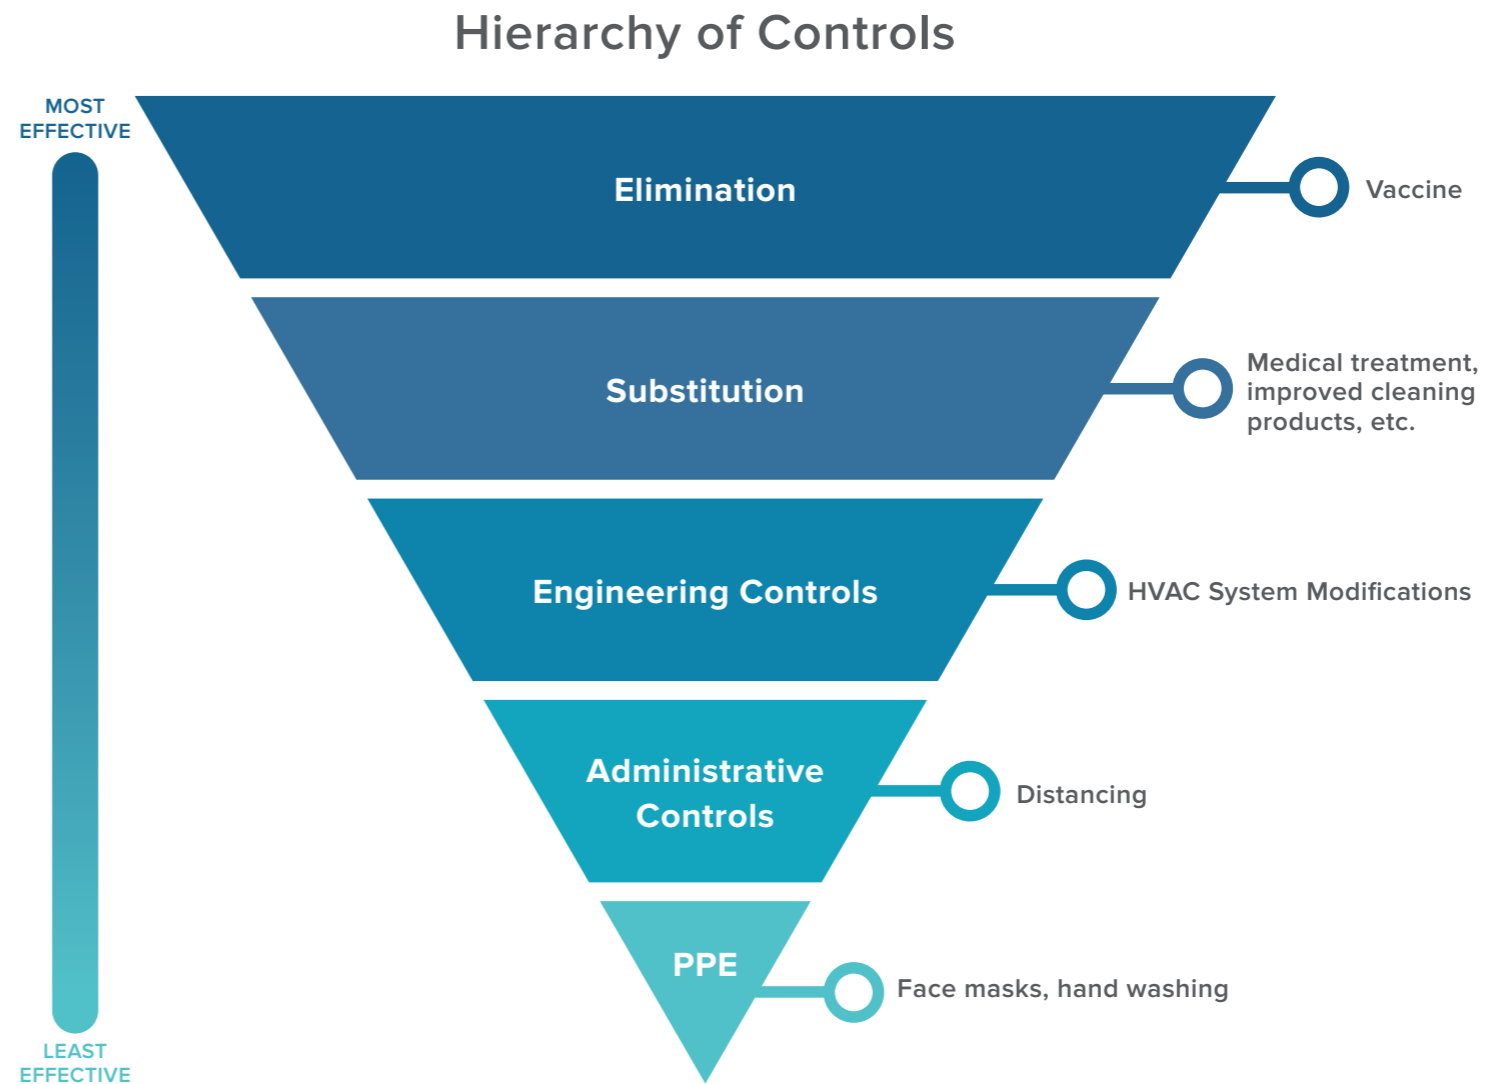 Hierarchy of Controls
MOST
EFFECTIVE
Elimination
Vaccine
Substitution
Medical treatment,
improved cleaning
products, etc.
Engineering Controls
HVAC System Modifications
Administrative
Controls
Distancing
PPE
Face masks, hand washing
LEAST
EFFECTIVE